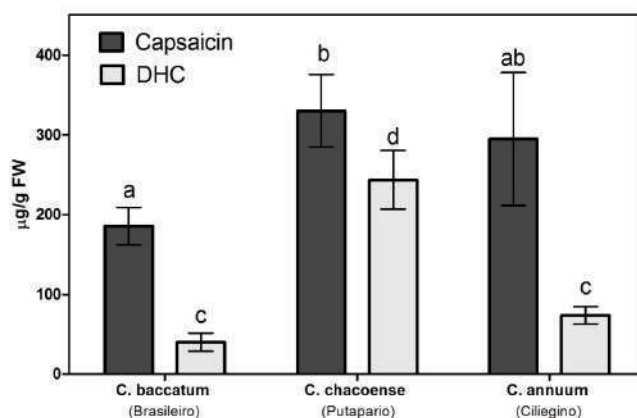 Capsaicin
DHC
µg/g FW
400
300
200
100
0
a
c
b
d
ab
c
C. baccatum
(Brasileiro)
C. chacoense
(Putapario)
C. annuum
(Ciliegino)